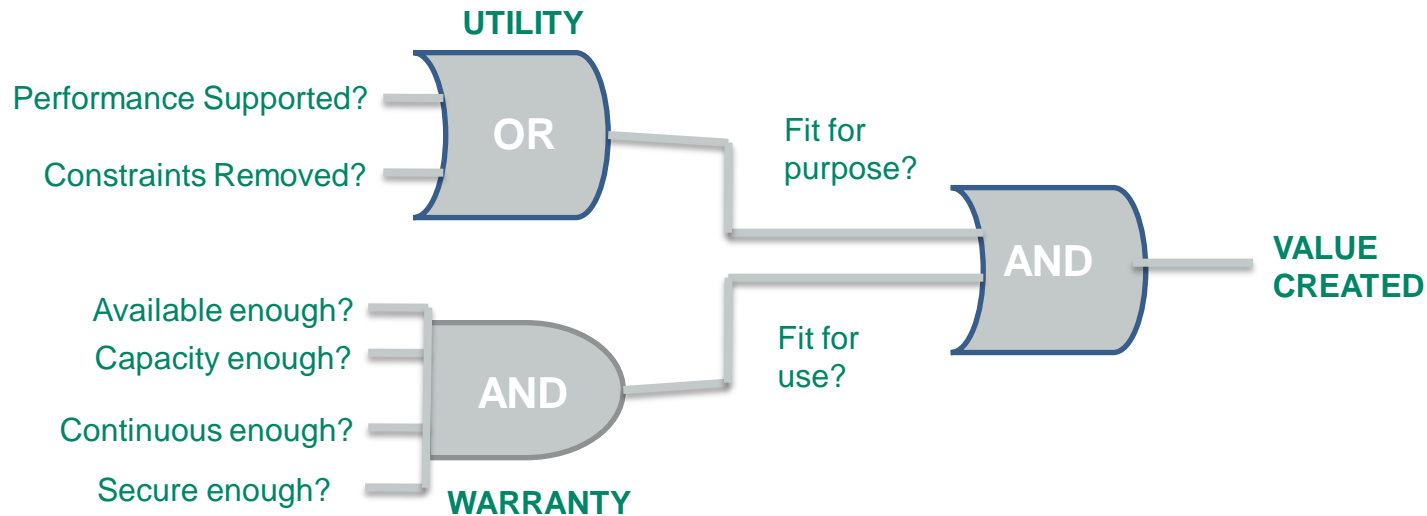 UTILITY
Performance Supported?
OR
Constraints Removed?
Fit for
purpose?
AND
VALUE
CREATED
Available enough?
Capacity enough?
AND
Continuous enough?
Secure enough?
Fit for
use?
WARRANTY